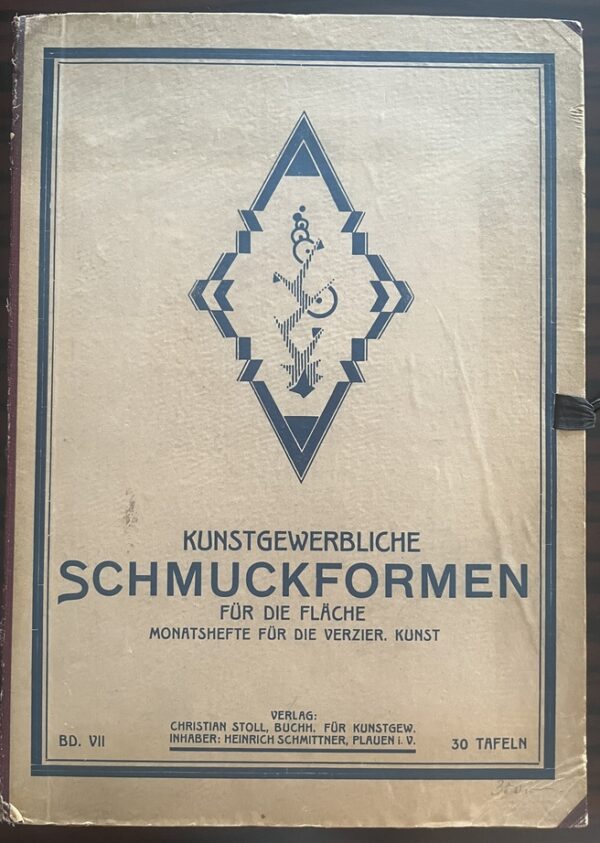 KUNSTGEWERBLICHE
SCHMUCKFORMEN
FÜR DIE FLÄCHE
MONATSHEFTE FÜR DIE VERZIER. KUNST
VERLAG:
CHRISTIAN STOLL, BUCHH. FÜR KUNSTGEW.
INHABER: HEINRICH SCHMITTNER, PLAUEN i. V.
BD. VII
30 TAFELN